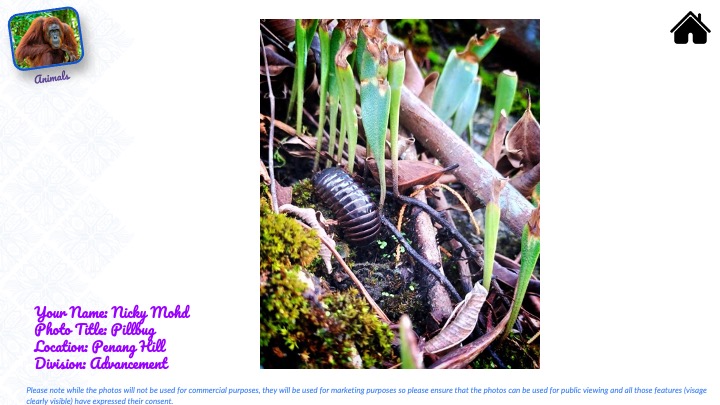 Animals
Your Name: Nicky Mohd
Photo Title: Pillbug
Location: Penang Hill
Division: Advancement
Please note while the photos will not be used for commercial purposes, they will be used for marketing purposes so please ensure that the photos can be used for public viewing and all those features (visage
clearly visible) have expressed their consent.